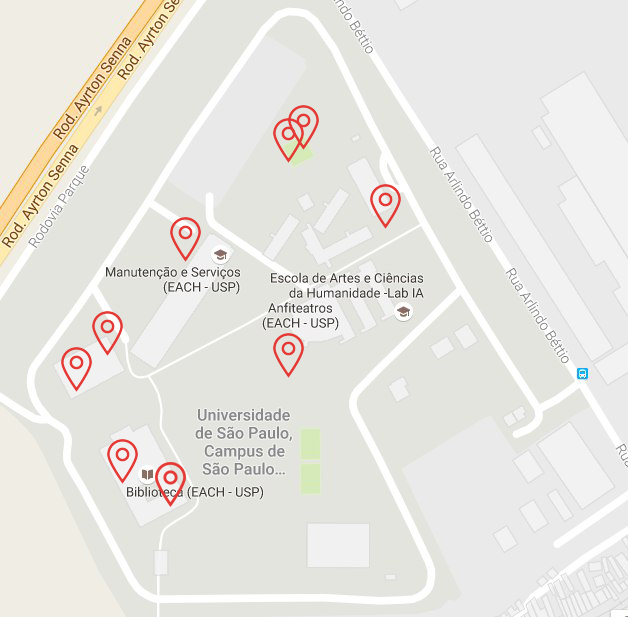 Rod. Ayrton Senna
Rua Arlindo Béttio
Rod. Ayrton Senna
Rod. Ayrton Senna
Rodovia Parque
Rua Arlindo Béttio
Manutenção e Serviços
(EACH - USP)
Escola de Artes e Ciências
da Humanidade -Lab IA
Anfiteatros
(EACH - USP)
Rua Arlindo Béttio
Universidade
de São Paulo,
Campus de
São Paulo...
Biblioteca (EACH - USP)